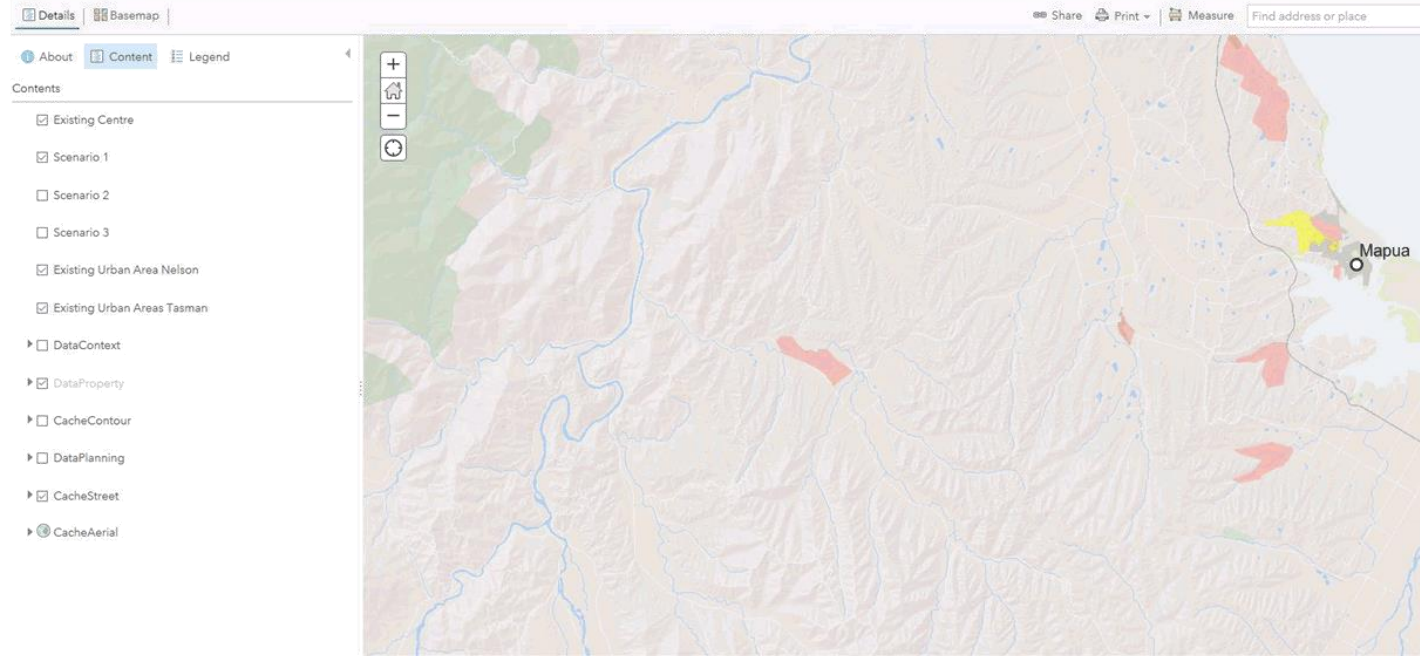 Details Basemap Share Print Measure Find address or place
About Content Legend
Contents
Existing Centre
Scenario 1
Scenario 2
Scenario 3
Existing Urban Area Nelson
Existing Urban Areas Tasman
DataContext
DataProperty
CacheContour
DataPlanning
CacheStreet
CacheAerial
Mapua